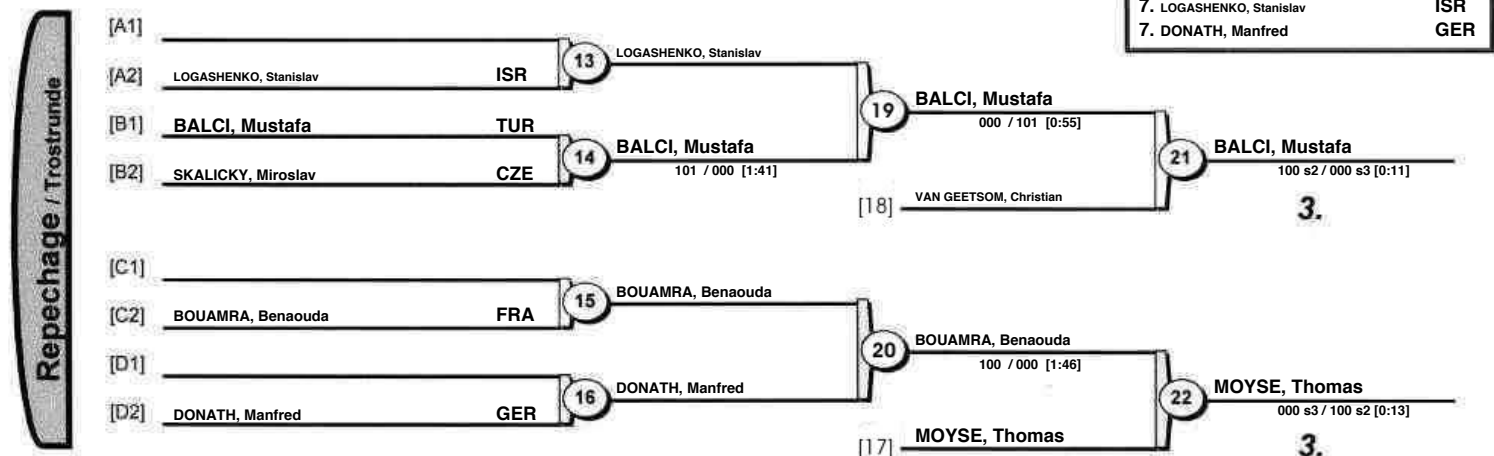 7. LOGASHENKO, Stanislav ISR
7. DONATH, Manfred GER
Repechage / Trostrunde
[A1]
[A2] LOGASHENKO, Stanislav ISR
13 LOGASHENKO, Stanislav
[B1] BALCI, Mustafa TUR
[B2] SKALICKY, Miroslav CZE
14 BALCI, Mustafa
101 / 000 [1:41]
19 BALCI, Mustafa
000 / 101 [0:55]
[18] VAN GEETSOM, Christian
21 BALCI, Mustafa
100 s2 / 000 s3 [0:11]
3.
[C1]
[C2] BOUAMRA, Benaouda FRA
15 BOUAMRA, Benaouda
[D1]
[D2] DONATH, Manfred GER
16 DONATH, Manfred
20 BOUAMRA, Benaouda
100 / 000 [1:46]
[17] MOYSE, Thomas
22 MOYSE, Thomas
000 s3 / 100 s2 [0:13]
3.